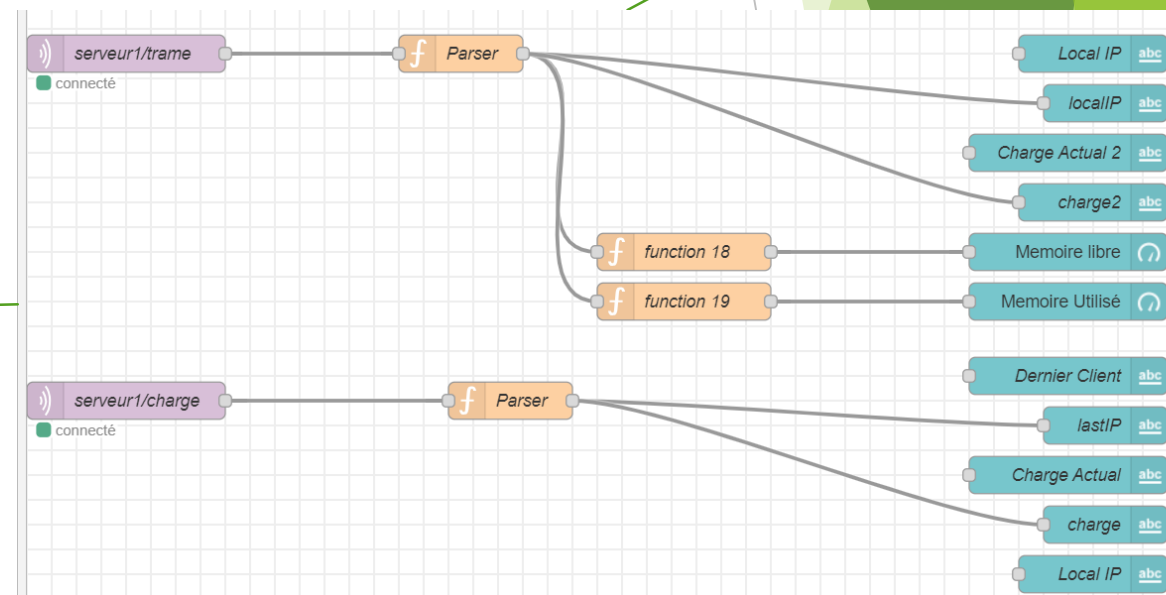 serveur1/trame
connecté
Parser
Local IP abc
localIP abc
Charge Actual 2 abc
charge2 abc
function 18
Memoire libre
function 19
Memoire Utilisé
serveur1/charge
connecté
Parser
Dernier Client abc
lastIP abc
Charge Actual abc
charge abc
Local IP abc